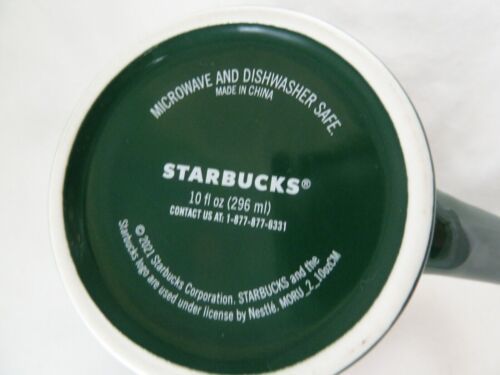 MICROWAVE AND DISHWASHER SAFE.
MADE IN CHINA
STARBUCKS®
10 fl oz (296 ml)
CONTACT US AT: 1-877-877-8331
© 2021 Starbucks Corporation. STARBUCKS and the
Starbucks logo are used under license by Nestlé. MORU_2_10ozCM